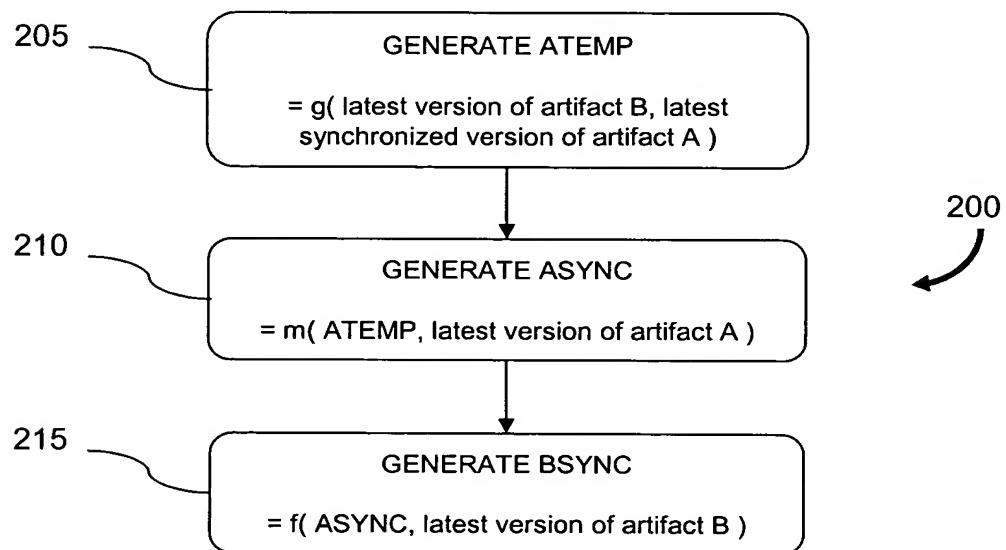 205
GENERATE ATEMP
= g( latest version of artifact B, latest
synchronized version of artifact A )
200
210
GENERATE ASYNC
= m( ATEMP, latest version of artifact A )
215
GENERATE BSYNC
= f( ASYNC, latest version of artifact B )